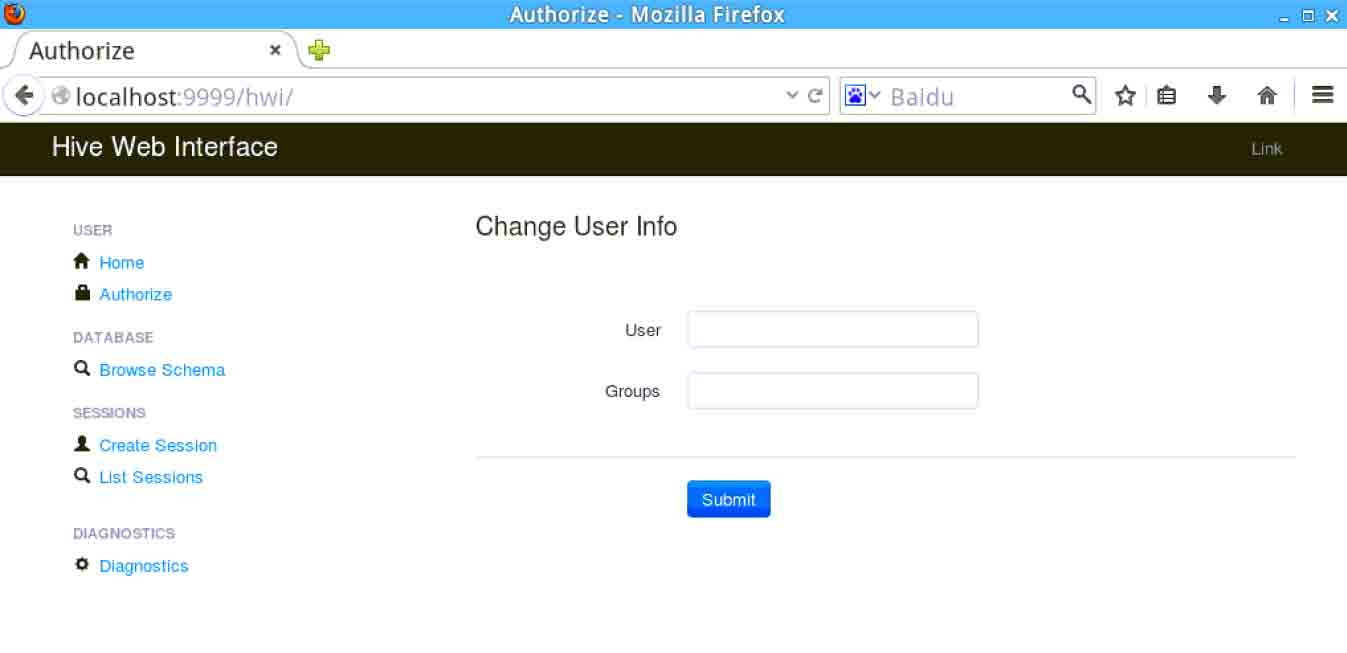 Authorize - Mozilla Firefox
Authorize
localhost:9999/hwi/
Baidu
Hive Web Interface
Link
USER
Home
Authorize
DATABASE
Browse Schema
SESSIONS
Create Session
List Sessions
DIAGNOSTICS
Diagnostics
Change User Info
User
Groups
Submit